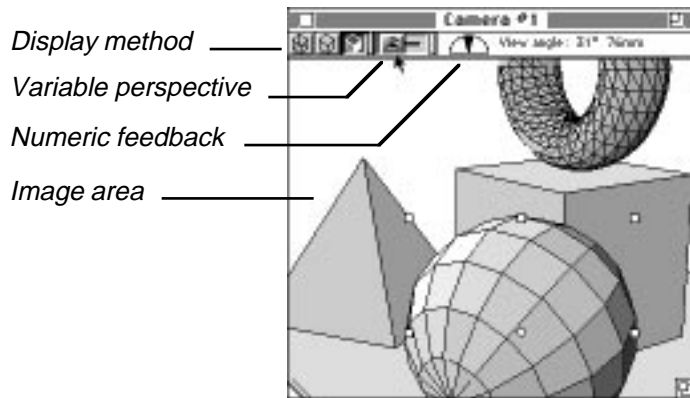 Camera #1
Display method
View angle: 31° 76mm
Variable perspective
Numeric feedback
Image area